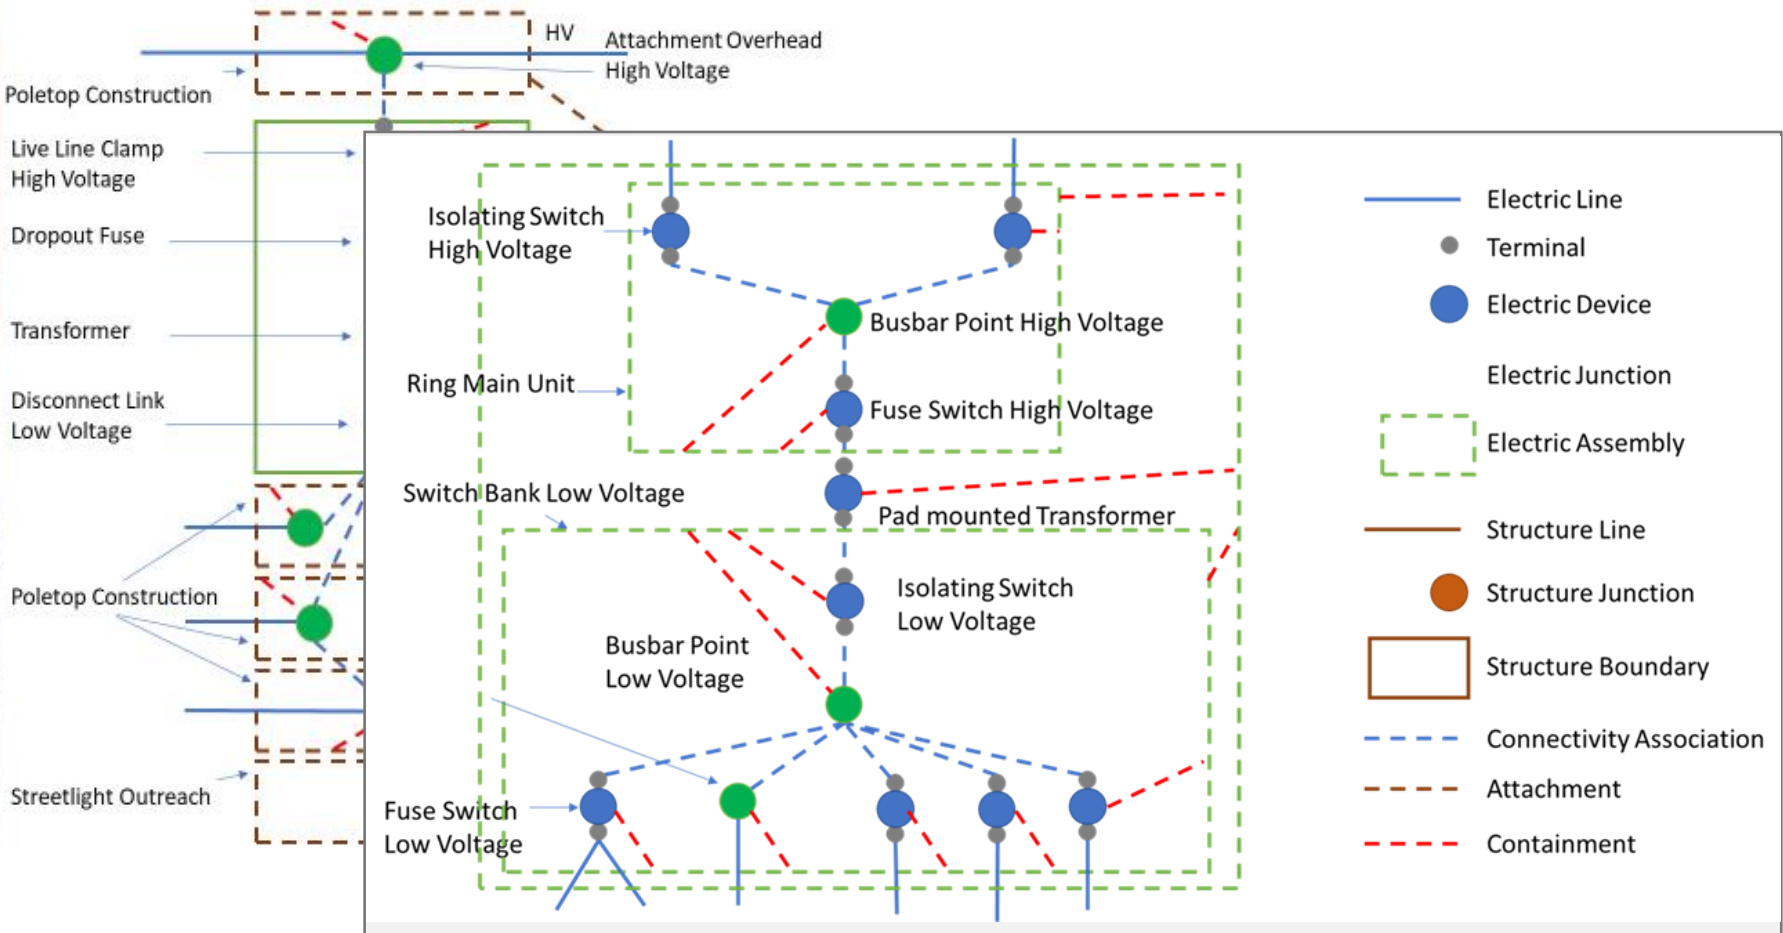 HV
Attachment Overhead
High Voltage
Poletop Construction
Live Line Clamp
High Voltage
Dropout Fuse
Transformer
Disconnect Link
Low Voltage
Poletop Construction
Streetlight Outreach
Isolating Switch
High Voltage
Busbar Point High Voltage
Ring Main Unit
Fuse Switch High Voltage
Switch Bank Low Voltage
Pad mounted Transformer
Isolating Switch
Low Voltage
Busbar Point
Low Voltage
Fuse Switch
Low Voltage
Electric Line
Terminal
Electric Device
Electric Junction
Electric Assembly
Structure Line
Structure Junction
Structure Boundary
Connectivity Association
Attachment
Containment